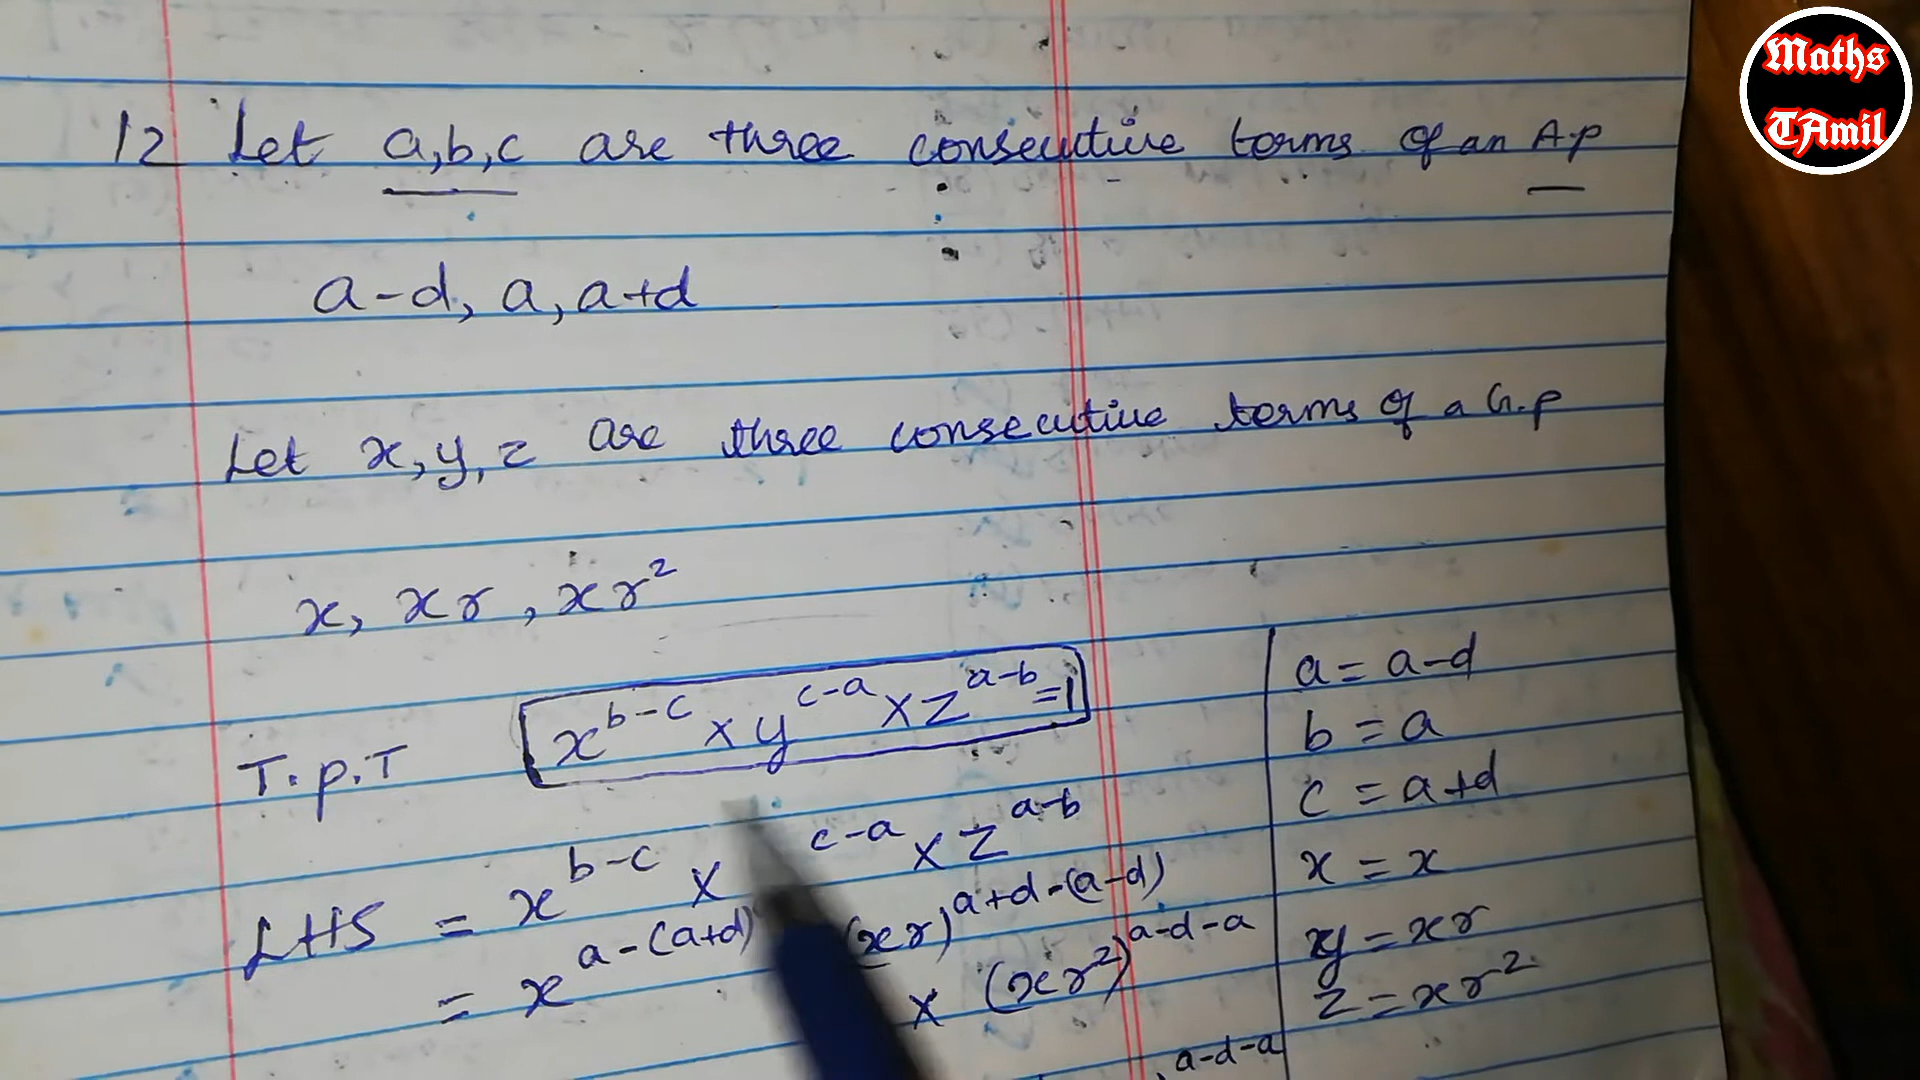 Maths
TAmil
12 Let a,b,c are three consecutive terms of an A.p
a-d, a, a+d
Let x, y, z are three consecutive terms of a G.p
x, xr, xr²
T.p.T x^(b-c) × y^(c-a) × z^(a-b) = 1
LHS = x^(b-c) × ^(c-a) × z^(a-b)
= x^(a-(a+d)) (xr)^(a+d-(a-d))
× (xr²)^(a-d-a)
a-d-a
a = a-d
b = a
c = a+d
x = x
y = xr
z = xr²